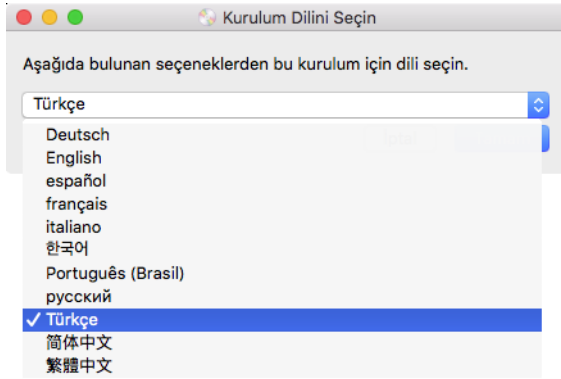 Kurulum Dilini Seçin
Aşağıda bulunan seçeneklerden bu kurulum için dili seçin.
Türkçe
Deutsch
English
español
français
italiano
한국어
Português (Brasil)
русский
✓ Türkçe
简体中文
繁體中文